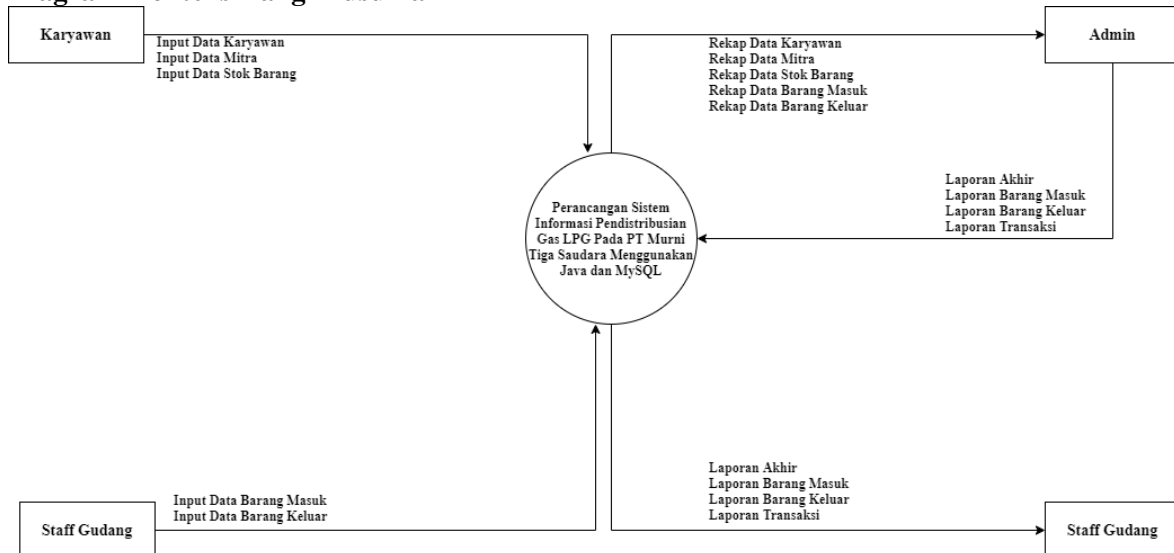 Karyawan
Input Data Karyawan
Input Data Mitra
Input Data Stok Barang
Rekap Data Karyawan
Rekap Data Mitra
Rekap Data Stok Barang
Rekap Data Barang Masuk
Rekap Data Barang Keluar
Admin
Laporan Akhir
Laporan Barang Masuk
Laporan Barang Keluar
Laporan Transaksi
Perancangan Sistem
Informasi Pendistribusian
Gas LPG Pada PT Murni
Tiga Saudara Menggunakan
Java dan MySQL
Staff Gudang
Input Data Barang Masuk
Input Data Barang Keluar
Laporan Akhir
Laporan Barang Masuk
Laporan Barang Keluar
Laporan Transaksi
Staff Gudang